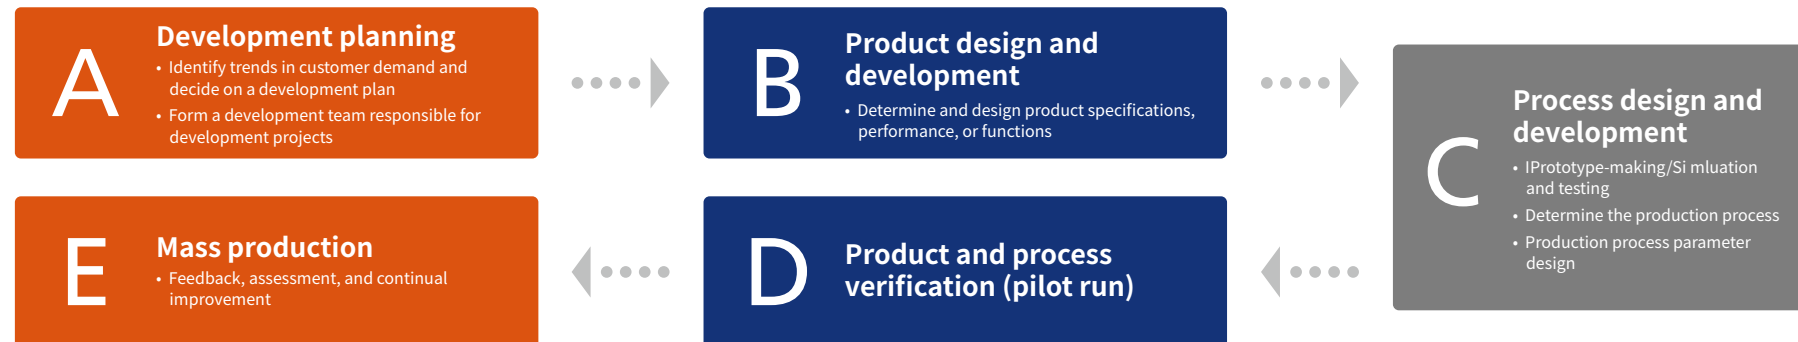 A
Development planning
• Identify trends in customer demand and
decide on a development plan
• Form a development team responsible for
development projects
B
Product design and
development
• Determine and design product specifications,
performance, or functions
C
Process design and
development
• IPrototype-making/Si mluation
and testing
• Determine the production process
• Production process parameter
design
D
Product and process
verification (pilot run)
E
Mass production
• Feedback, assessment, and continual
improvement